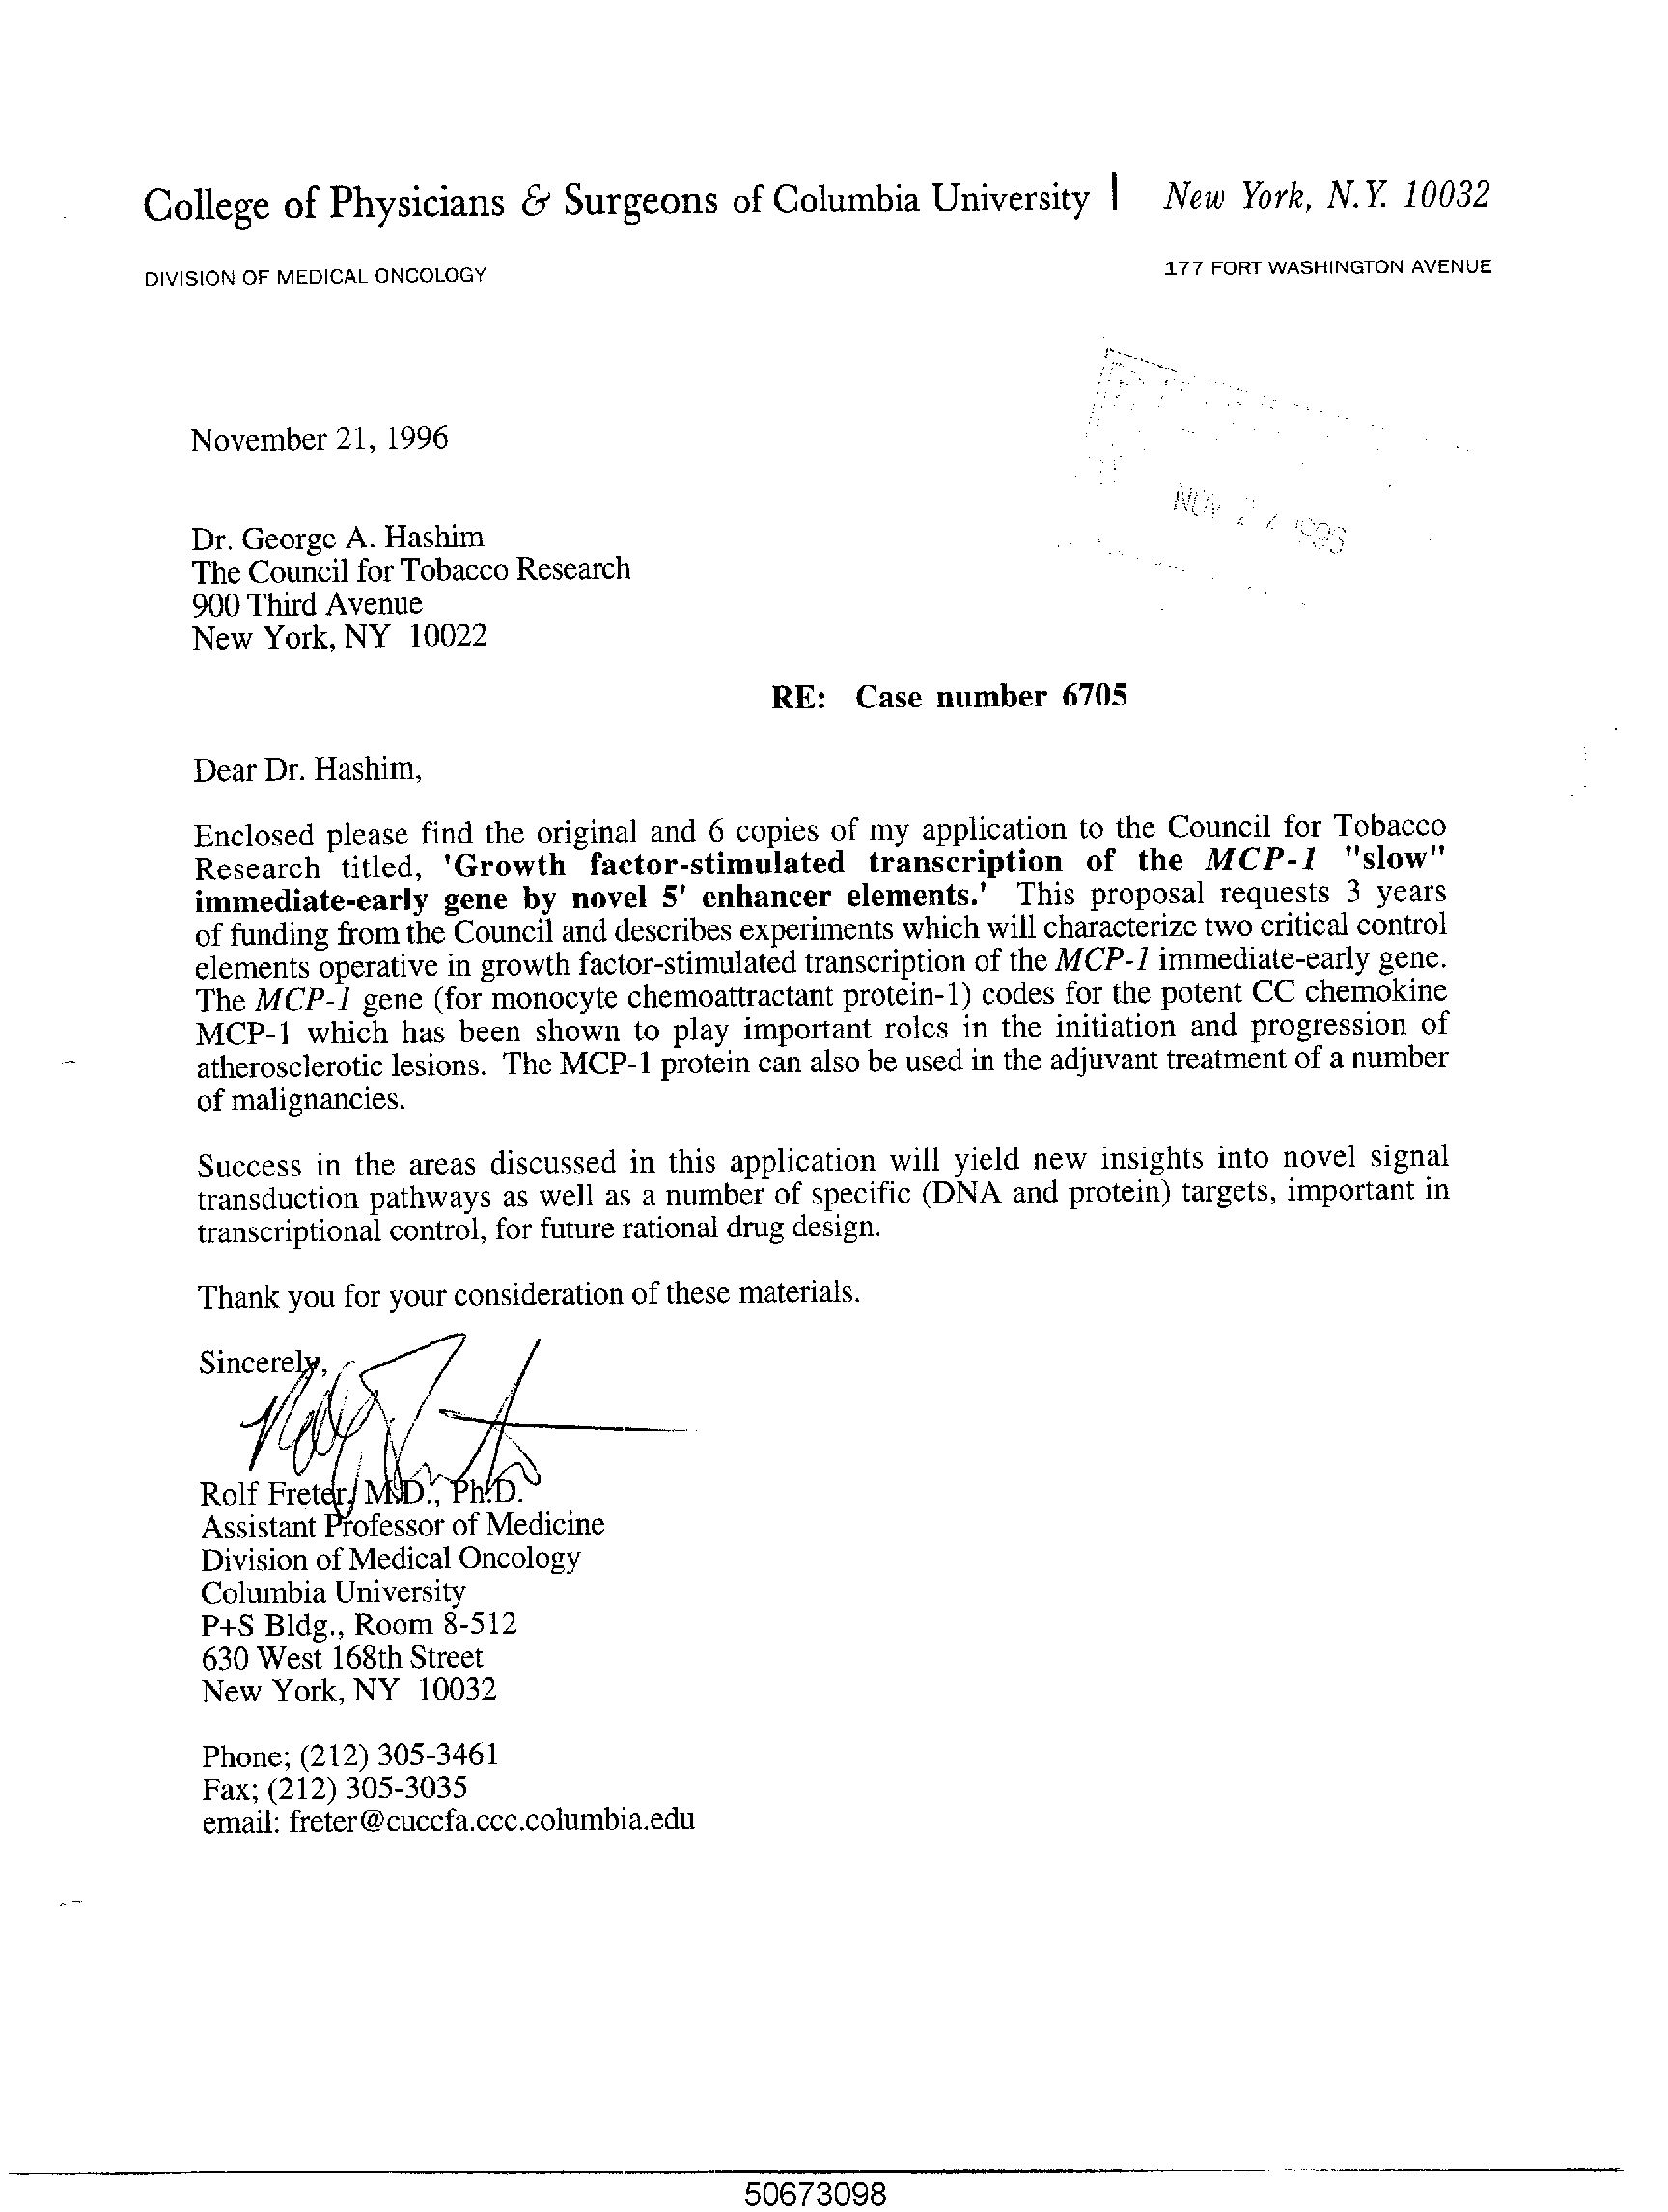 College of Physicians & Surgeons of Columbia University | New York, N.Y. 10032
DIVISION OF MEDICAL ONCOLOGY 177 FORT WASHINGTON AVENUE
November 21, 1996
NOV 22 1996
Dr. George A. Hashim
The Council for Tobacco Research
900 Third Avenue
New York, NY 10022
RE: Case number 6705
Dear Dr. Hashim,
Enclosed please find the original and 6 copies of my application to the Council for Tobacco
Research titled, 'Growth factor-stimulated transcription of the MCP-1 "slow"
immediate-early gene by novel 5' enhancer elements.' This proposal requests 3 years
of funding from the Council and describes experiments which will characterize two critical control
elements operative in growth factor-stimulated transcription of the MCP-1 immediate-early gene.
The MCP-1 gene (for monocyte chemoattractant protein-1) codes for the potent CC chemokine
MCP-1 which has been shown to play important roles in the initiation and progression of
atherosclerotic lesions. The MCP-1 protein can also be used in the adjuvant treatment of a number
of malignancies.
Success in the areas discussed in this application will yield new insights into novel signal
transduction pathways as well as a number of specific (DNA and protein) targets, important in
transcriptional control, for future rational drug design.
Thank you for your consideration of these materials.
Sincerely,
Rolf Freter, M.D., Ph.D.
Assistant Professor of Medicine
Division of Medical Oncology
Columbia University
P+S Bldg., Room 8-512
630 West 168th Street
New York, NY 10032
Phone; (212) 305-3461
Fax; (212) 305-3035
email: freter@cuccfa.ccc.columbia.edu
50673098